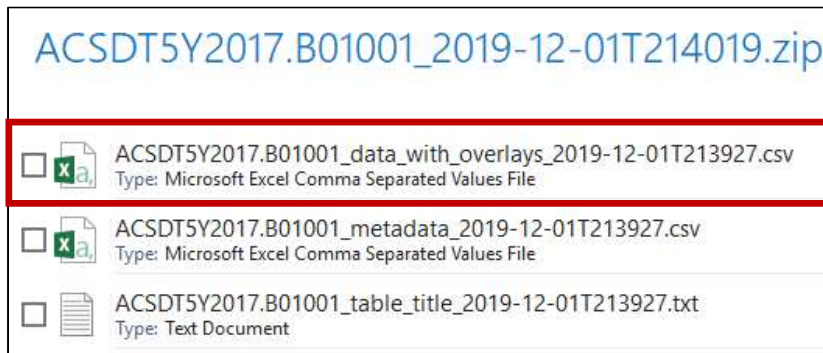 ACSDT5Y2017.B01001_2019-12-01T214019.zip
ACSDT5Y2017.B01001_data_with_overlays_2019-12-01T213927.csv
Type: Microsoft Excel Comma Separated Values File
ACSDT5Y2017.B01001_metadata_2019-12-01T213927.csv
Type: Microsoft Excel Comma Separated Values File
ACSDT5Y2017.B01001_table_title_2019-12-01T213927.txt
Type: Text Document